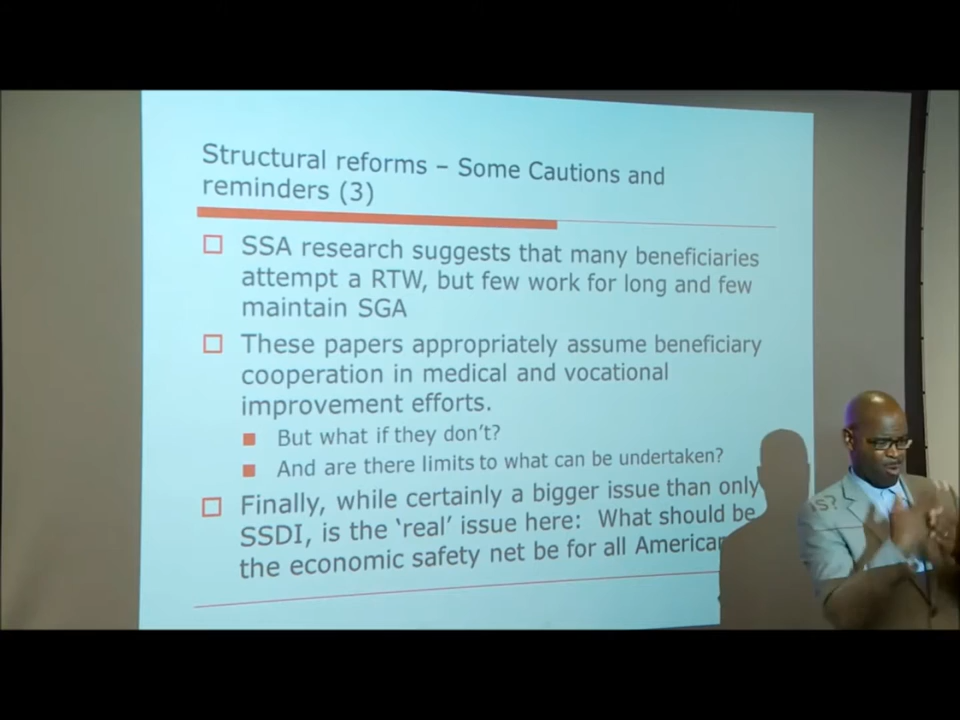 Structural reforms – Some Cautions and
reminders (3)
SSA research suggests that many beneficiaries
attempt a RTW, but few work for long and few
maintain SGA
These papers appropriately assume beneficiary
cooperation in medical and vocational
improvement efforts.
But what if they don't?
And are there limits to what can be undertaken?
Finally, while certainly a bigger issue than only
SSDI, is the 'real' issue here: What should be
the economic safety net be for all American
s?